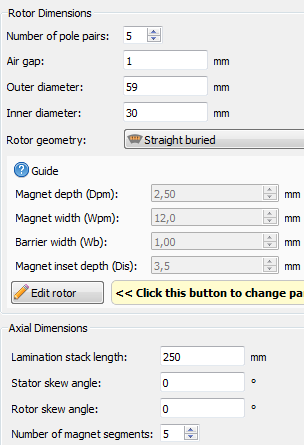 Rotor Dimensions
Number of pole pairs: 5
Air gap: 1 mm
Outer diameter: 59 mm
Inner diameter: 30 mm
Rotor geometry: Straight buried
Guide
Magnet depth (Dpm): 2,50 mm
Magnet width (Wpm): 12,0 mm
Barrier width (Wb): 1,00 mm
Magnet inset depth (Dis): 3,5 mm
Edit rotor << Click this button to change pa
Axial Dimensions
Lamination stack length: 250 mm
Stator skew angle: 0 °
Rotor skew angle: 0 °
Number of magnet segments: 5